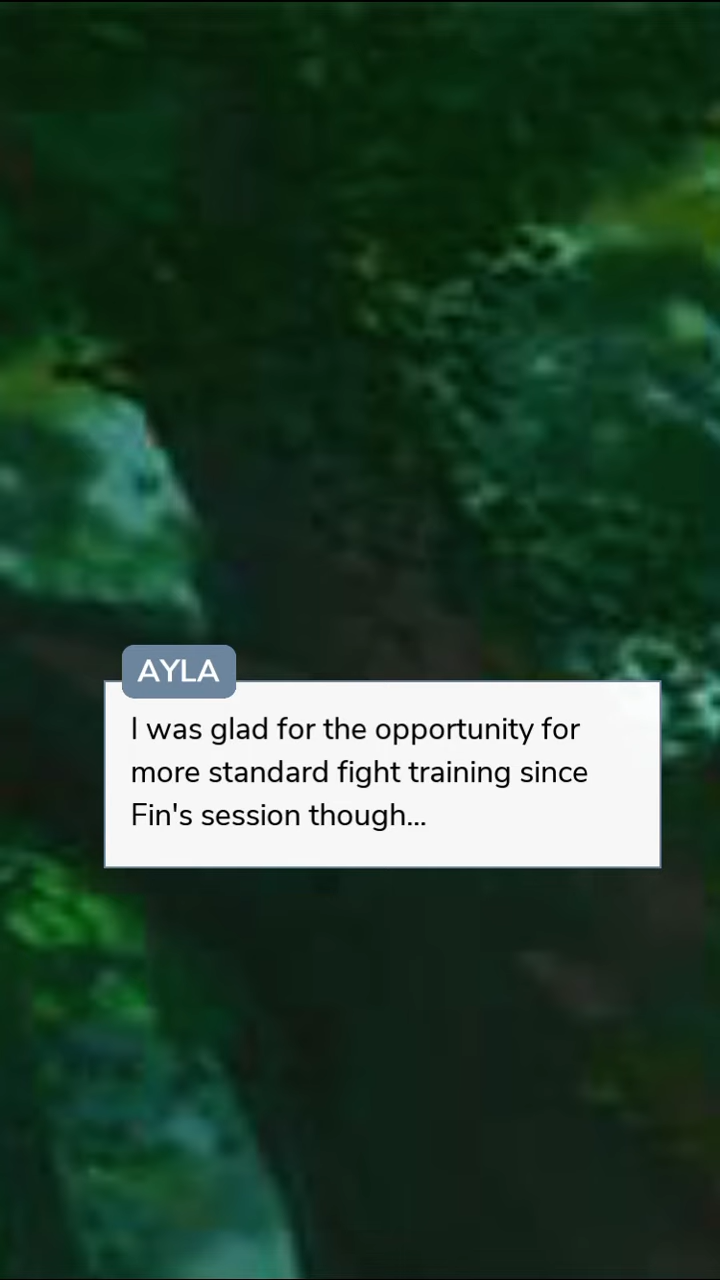 AYLA
I was glad for the opportunity for
more standard fight training since
Fin's session though...